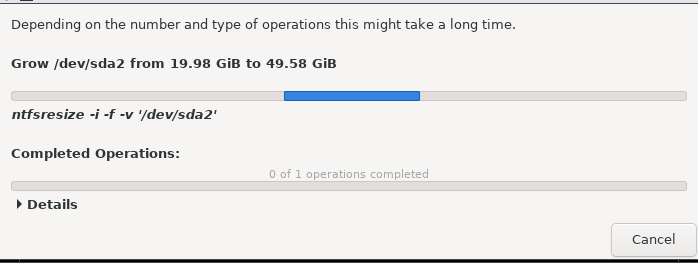 Depending on the number and type of operations this might take a long time.
Grow /dev/sda2 from 19.98 GiB to 49.58 GiB
ntfsresize -i -f -v '/dev/sda2'
Completed Operations:
0 of 1 operations completed
Details
Cancel